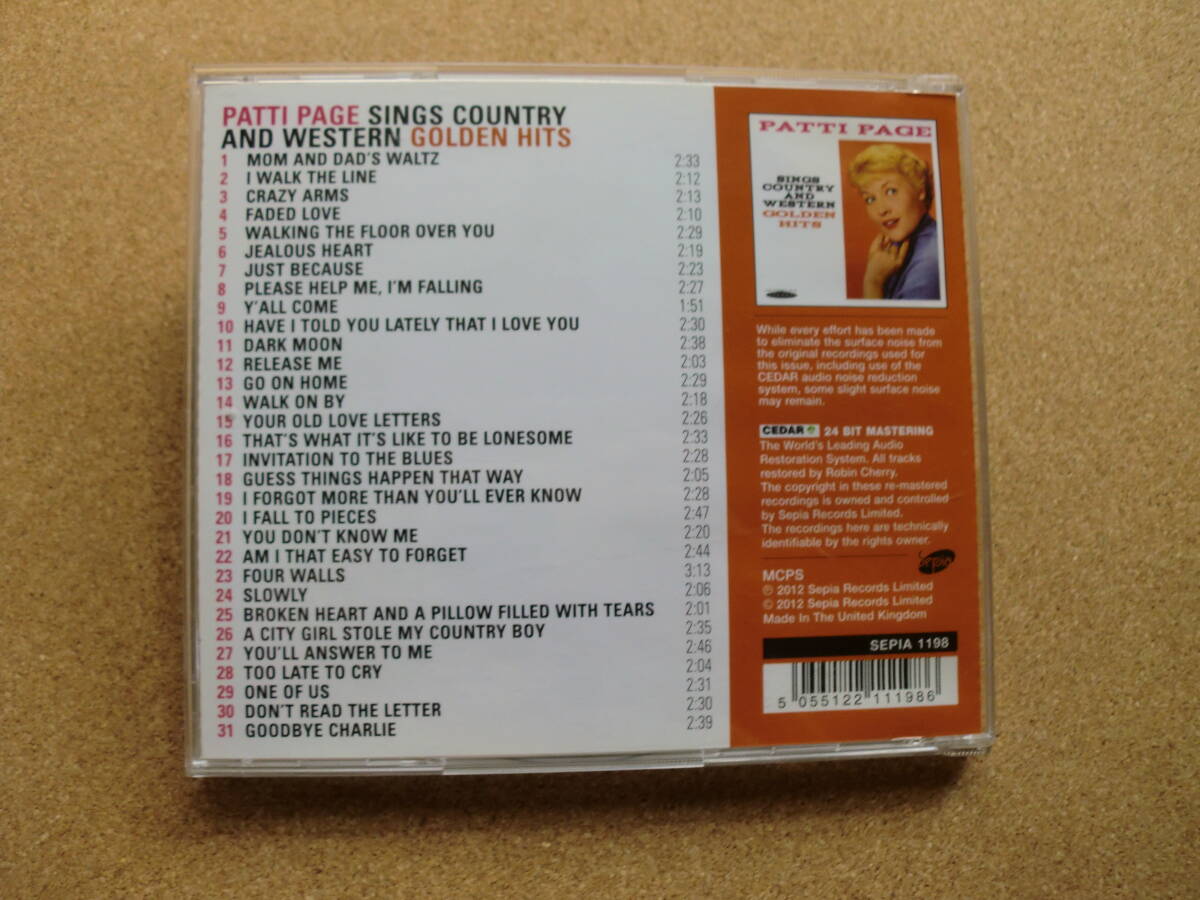 PATTI PAGE SINGS COUNTRY
AND WESTERN GOLDEN HITS
1 MOM AND DAD'S WALTZ 2:33
2 I WALK THE LINE 2:12
3 CRAZY ARMS 2:13
4 FADED LOVE 2:10
5 WALKING THE FLOOR OVER YOU 2:29
6 JEALOUS HEART 2:19
7 JUST BECAUSE 2:23
8 PLEASE HELP ME, I'M FALLING 2:27
9 Y'ALL COME 1:51
10 HAVE I TOLD YOU LATELY THAT I LOVE YOU 2:30
11 DARK MOON 2:38
12 RELEASE ME 2:03
13 GO ON HOME 2:29
14 WALK ON BY 2:18
15 YOUR OLD LOVE LETTERS 2:26
16 THAT'S WHAT IT'S LIKE TO BE LONESOME 2:33
17 INVITATION TO THE BLUES 2:28
18 GUESS THINGS HAPPEN THAT WAY 2:05
19 I FORGOT MORE THAN YOU'LL EVER KNOW 2:28
20 I FALL TO PIECES 2:47
21 YOU DON'T KNOW ME 2:20
22 AM I THAT EASY TO FORGET 2:44
23 FOUR WALLS 3:13
24 SLOWLY 2:06
25 BROKEN HEART AND A PILLOW FILLED WITH TEARS 2:01
26 A CITY GIRL STOLE MY COUNTRY BOY 2:35
27 YOU'LL ANSWER TO ME 2:46
28 TOO LATE TO CRY 2:04
29 ONE OF US 2:31
30 DON'T READ THE LETTER 2:30
31 GOODBYE CHARLIE 2:39
PATTI PAGE
SINGS
COUNTRY
AND
WESTERN
GOLDEN
HITS
While every effort has been made
to eliminate the surface noise from
the original recordings used for
this issue, including use of the
CEDAR audio noise reduction
system, some slight surface noise
may remain.
CEDAR 24 BIT MASTERING
The World's Leading Audio
Restoration System. All tracks
restored by Robin Cherry.
The copyright in these re-mastered
recordings is owned and controlled
by Sepia Records Limited.
The recordings here are technically
identifiable by the rights owner.
sepia
MCPS
℗ 2012 Sepia Records Limited
© 2012 Sepia Records Limited
Made In The United Kingdom
SEPIA 1198
5 055122 111986